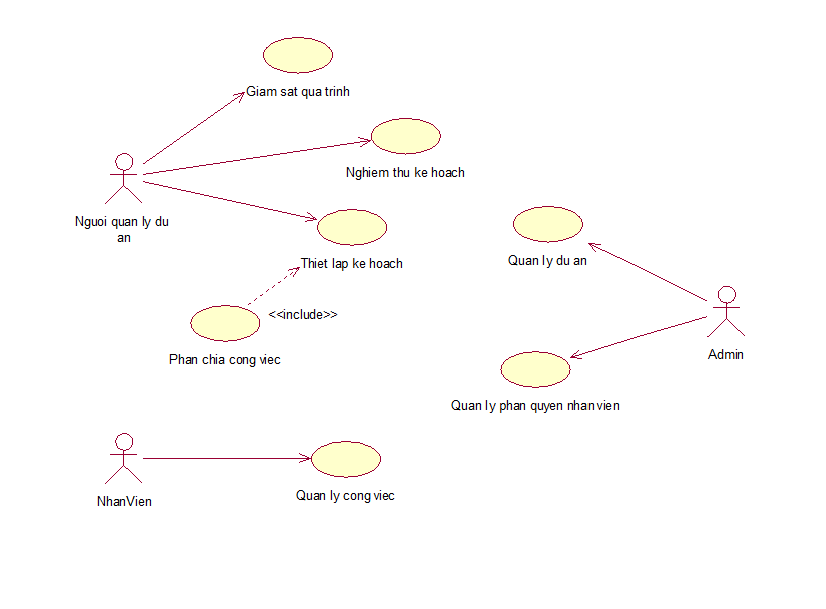 Giam sat qua trinh
Nghiem thu ke hoach
Nguoi quan ly du
an
Thiet lap ke hoach
Quan ly du an
<<include>>
Phan chia cong viec
Admin
Quan ly phan quyen nhan vien
NhanVien
Quan ly cong viec